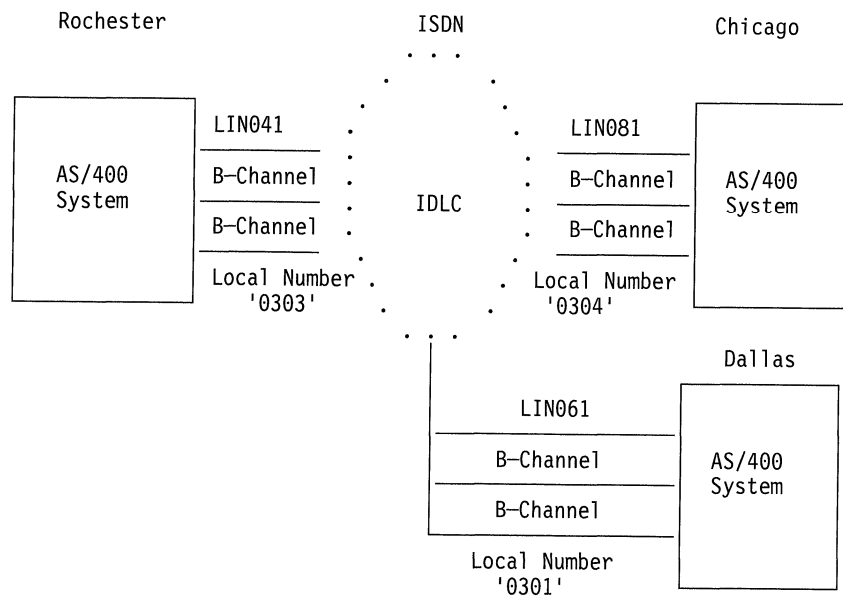 Rochester
ISDN
Chicago
LIN041
LIN081
AS/400
System
B—Channel
IDLC
B—Channel
AS/400
System
B—Channel
B—Channel
Local Number
'0303'
Local Number
'0304'
Dallas
LIN061
B—Channel
AS/400
System
B—Channel
Local Number
'0301'